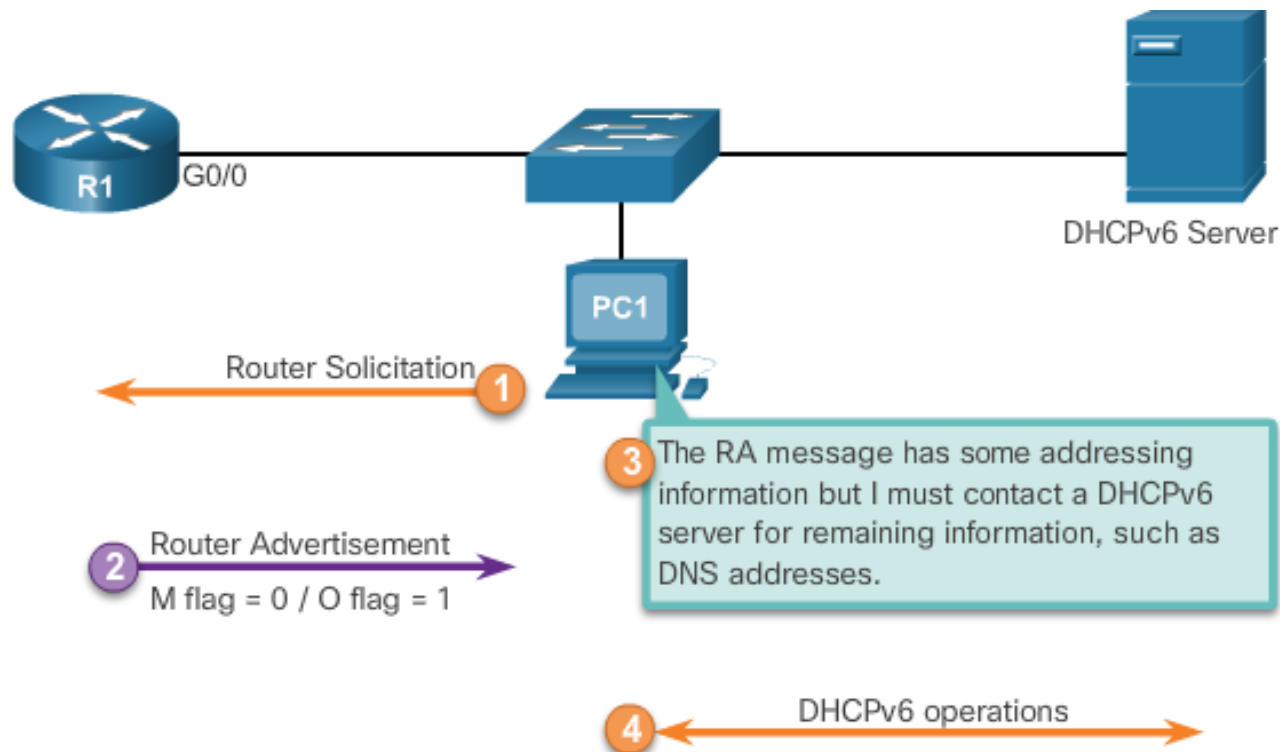 R1
G0/0
DHCPv6 Server
PC1
Router Solicitation
1
3
The RA message has some addressing
information but I must contact a DHCPv6
server for remaining information, such as
DNS addresses.
2
Router Advertisement
M flag = 0 / O flag = 1
4
DHCPv6 operations